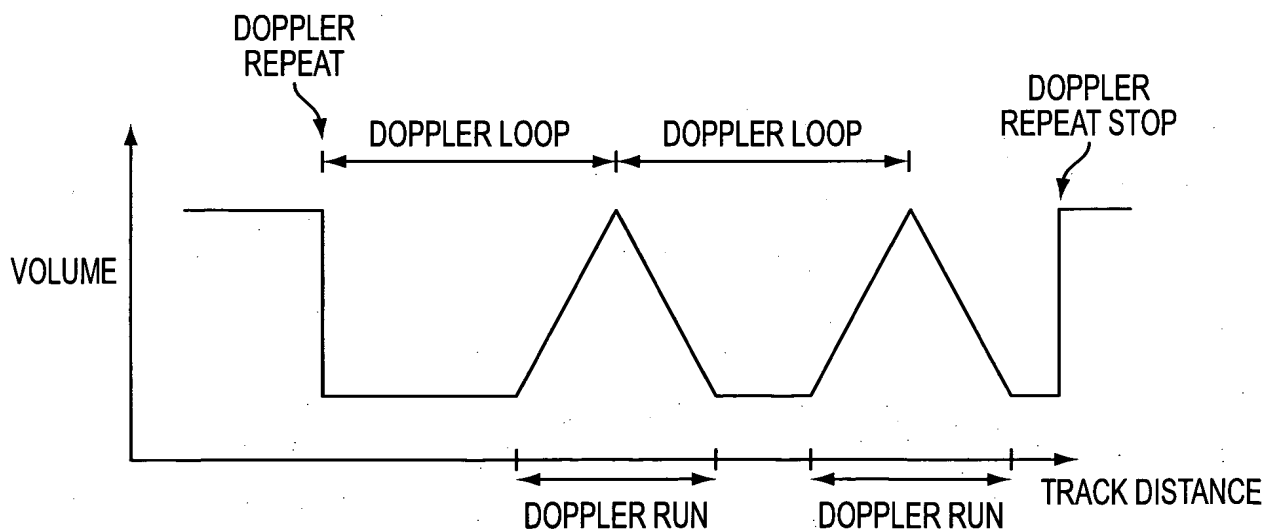 DOPPLER
REPEAT
DOPPLER
REPEAT STOP
DOPPLER LOOP
DOPPLER LOOP
VOLUME
TRACK DISTANCE
DOPPLER RUN
DOPPLER RUN